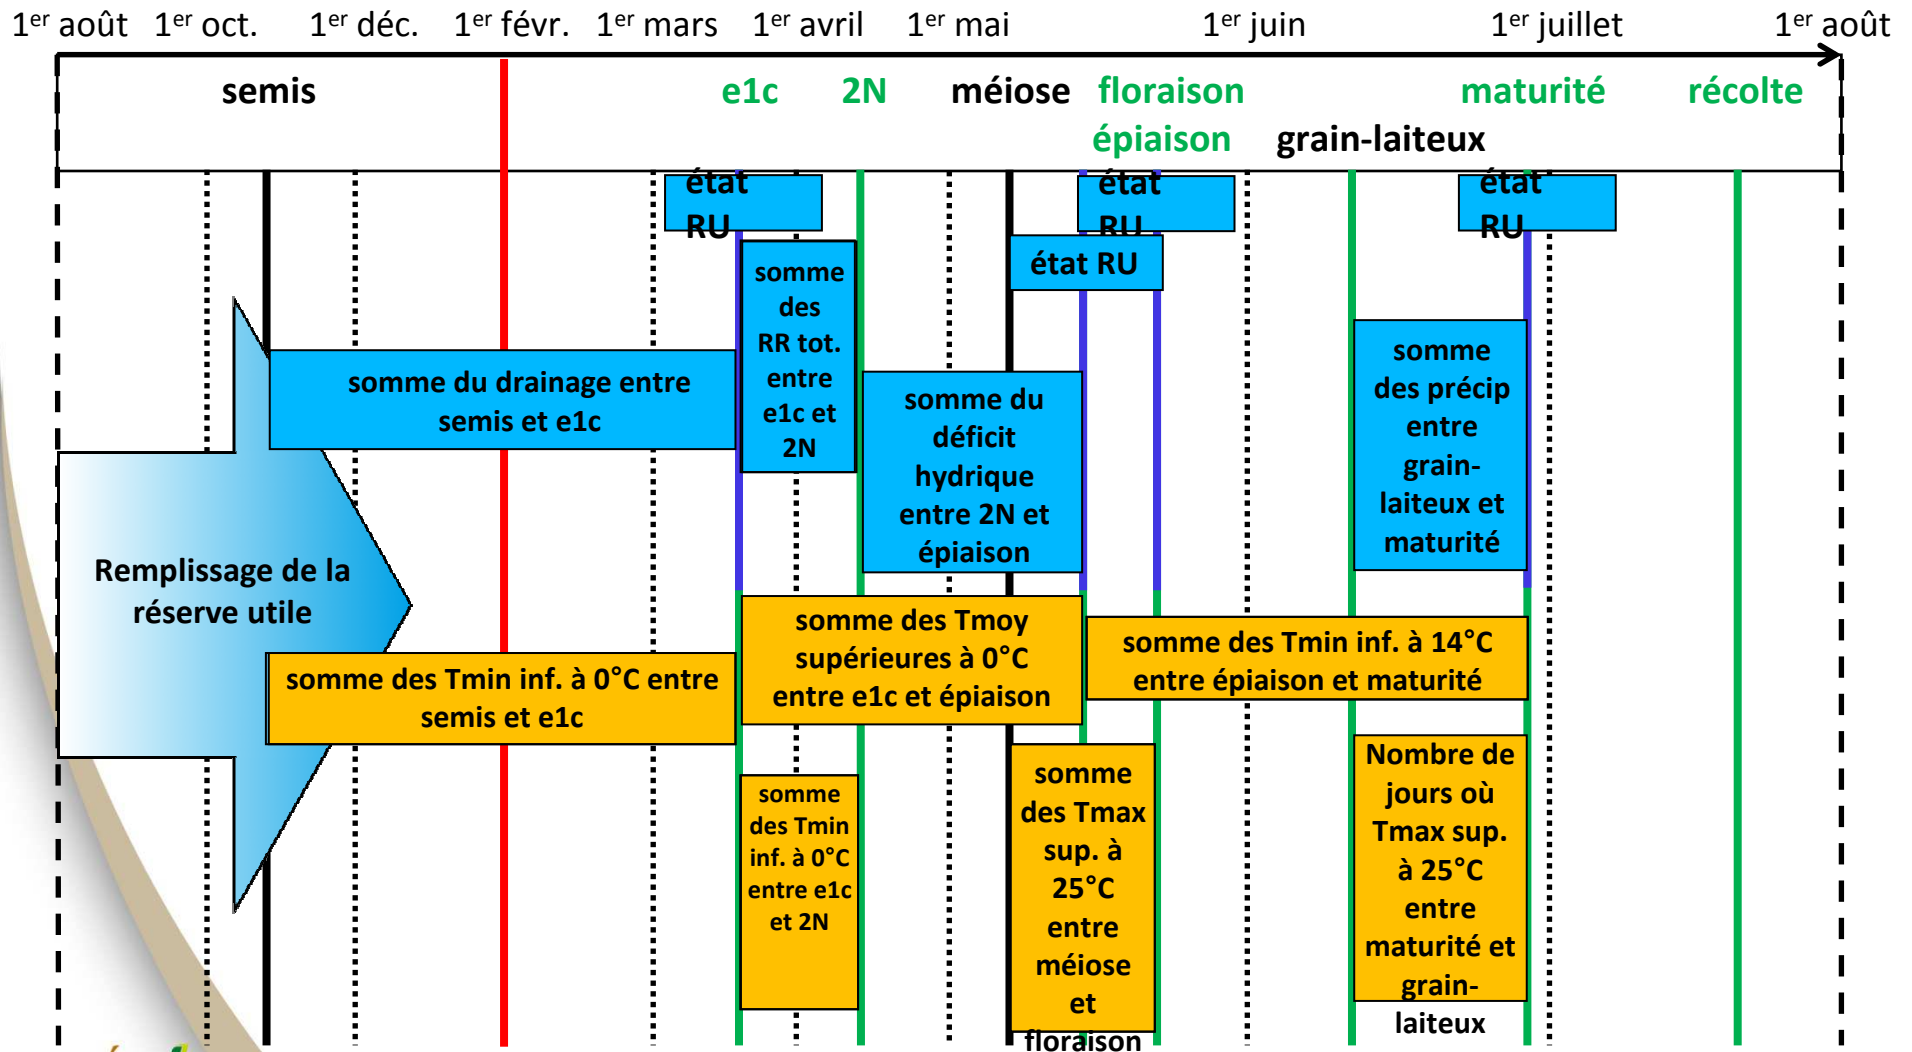 1er août 1er oct. 1er déc. 1er févr. 1er mars 1er avril 1er mai 1er juin 1er juillet 1er août
semis e1c 2N méiose floraison maturité récolte
épiaison grain-laiteux
état
RU
état
RU
état
RU
état RU
somme
des
RR tot.
entre
e1c et
2N
somme du drainage entre
semis et e1c
somme du
déficit
hydrique
entre 2N et
épiaison
somme
des précip
entre
grain-
laiteux et
maturité
Remplissage de la
réserve utile
somme des Tmin inf. à 0°C entre
semis et e1c
somme des Tmoy
supérieures à 0°C
entre e1c et épiaison
somme des Tmin inf. à 14°C
entre épiaison et maturité
somme
des Tmin
inf. à 0°C
entre e1c
et 2N
somme
des Tmax
sup. à
25°C
entre
méiose
et
floraison
Nombre de
jours où
Tmax sup.
à 25°C
entre
maturité et
grain-
laiteux